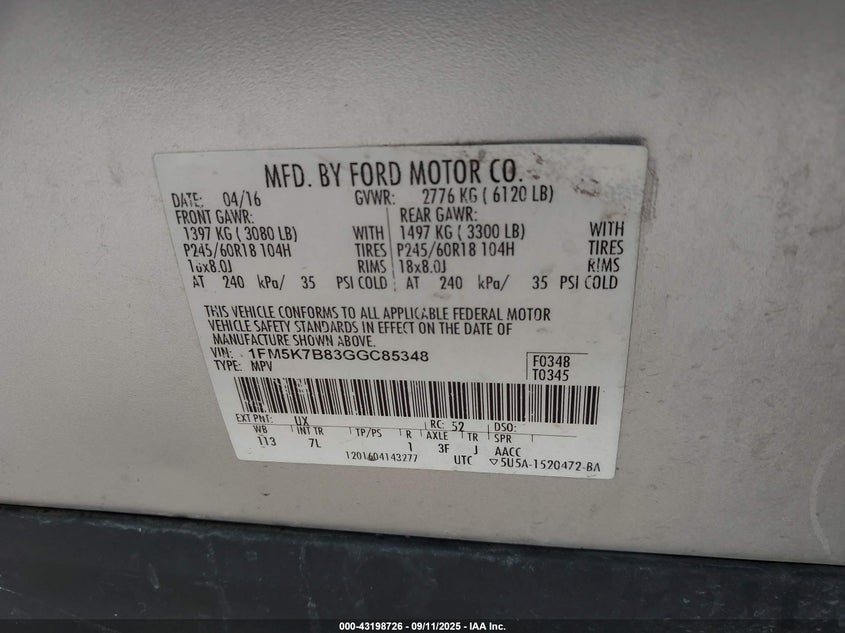 MFD. BY FORD MOTOR CO.
DATE: 04/16 GVWR: 2776 KG ( 6120 LB)
FRONT GAWR: REAR GAWR:
1397 KG ( 3080 LB) WITH 1497 KG ( 3300 LB) WITH
P245/60R18 104H TIRES P245/60R18 104H TIRES
18x8.0J RIMS 18x8.0J RIMS
AT 240 kPa/ 35 PSI COLD AT 240 kPa/ 35 PSI COLD
THIS VEHICLE CONFORMS TO ALL APPLICABLE FEDERAL MOTOR
VEHICLE SAFETY STANDARDS IN EFFECT ON THE DATE OF
MANUFACTURE SHOWN ABOVE.
VIN: 1FM5K7B83GGC85348 F0348
TYPE: MPV T0345
EXT PNT: UX RC: 52 DSO:
WB INT TR TP/PS R AXLE TR SPR
113 7L 1 3F J AACC
1201604143277 UTC ▽5U5A-1520472-BA
000-43198726 - 09/11/2025 - IAA Inc.